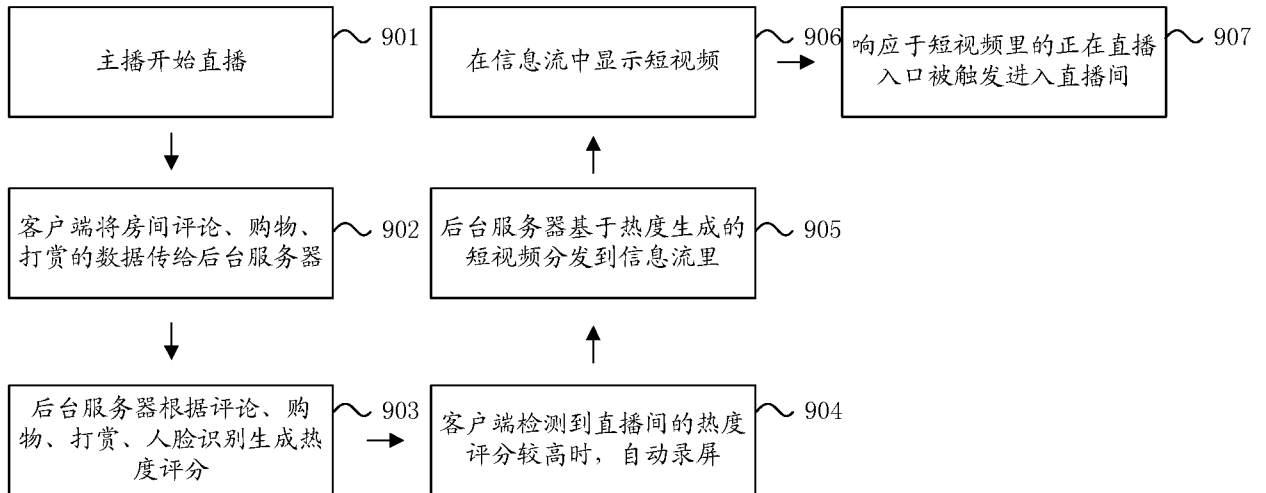 主播开始直播
901
客户端将房间评论、购物、
打赏的数据传给后台服务器
902
后台服务器根据评论、购
物、打赏、人脸识别生成热
度评分
903
客户端检测到直播间的热度
评分较高时，自动录屏
904
后台服务器基于热度生成的
短视频分发到信息流里
905
在信息流中显示短视频
906
响应于短视频里的正在直播
入口被触发进入直播间
907